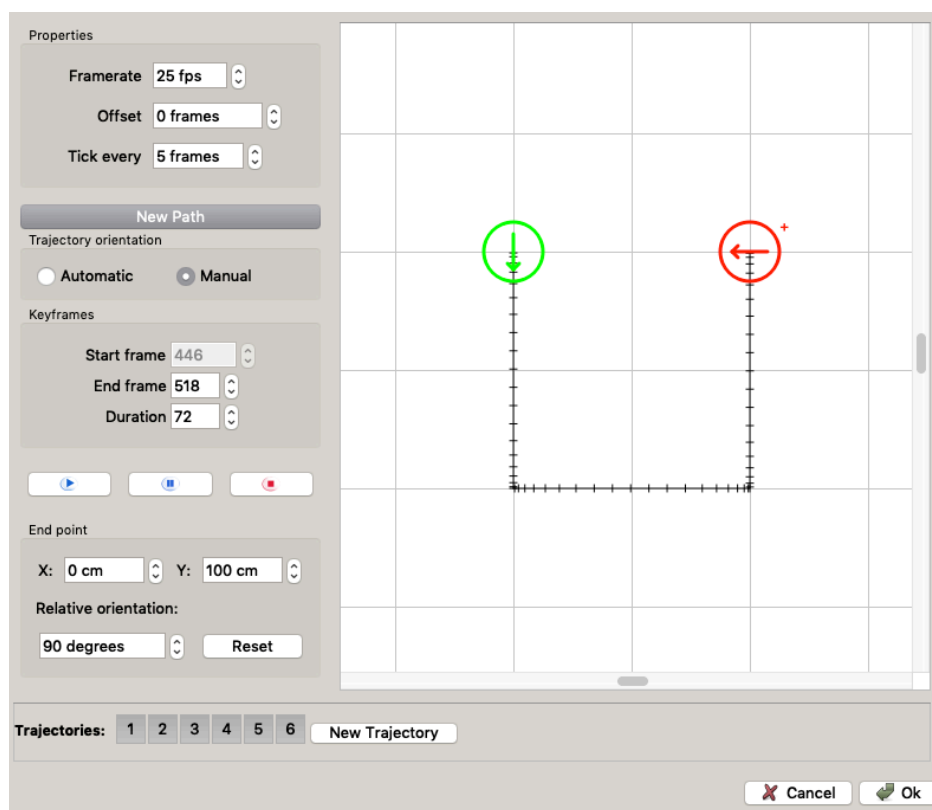 Properties
Framerate 25 fps
Offset 0 frames
Tick every 5 frames
New Path
Trajectory orientation
Automatic Manual
Keyframes
Start frame 446
End frame 518
Duration 72
End point
X: 0 cm Y: 100 cm
Relative orientation:
90 degrees Reset
Trajectories: 1 2 3 4 5 6 New Trajectory
Cancel Ok